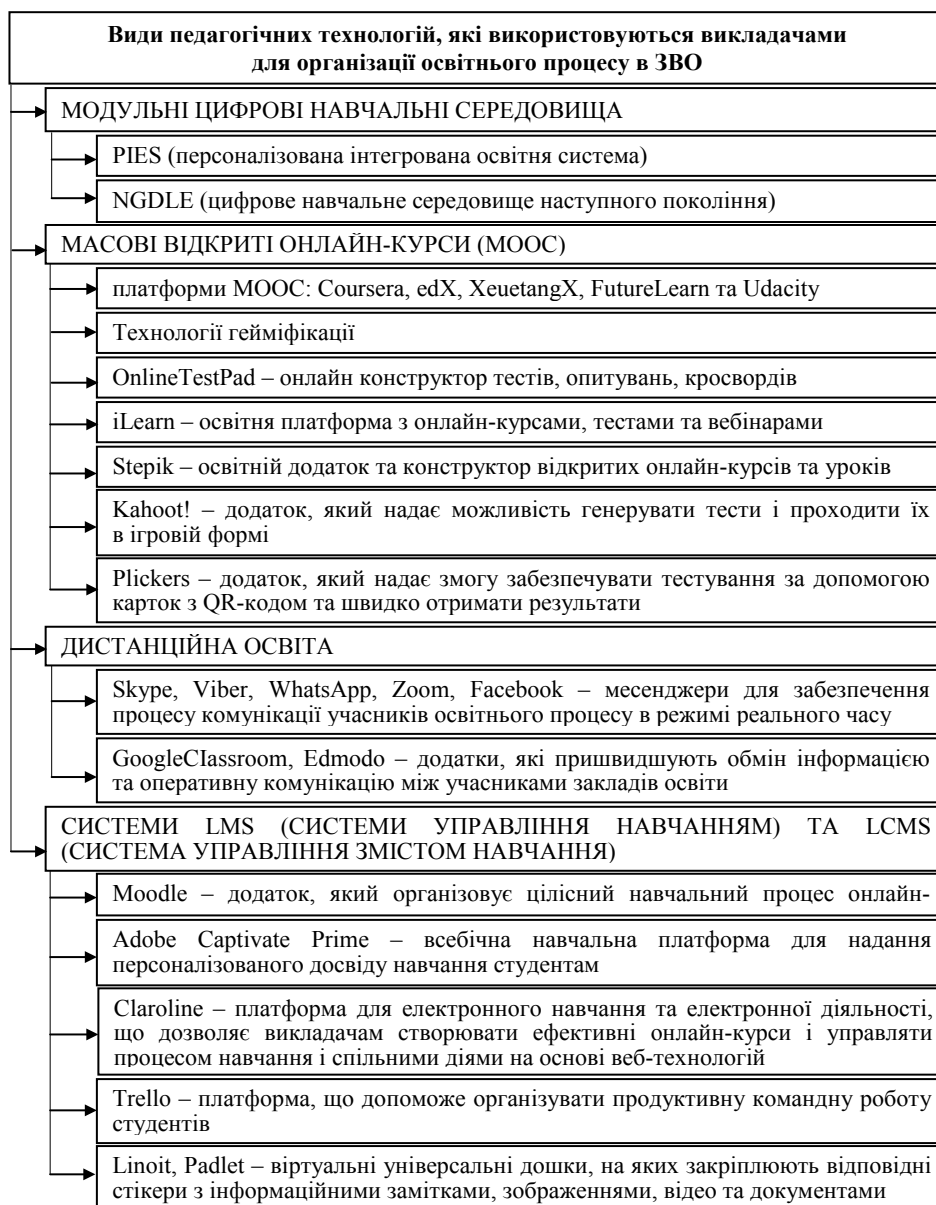 Види педагогічних технологій, які використовуються викладачами
для організації освітнього процесу в ЗВО
МОДУЛЬНІ ЦИФРОВІ НАВЧАЛЬНІ СЕРЕДОВИЩА
PIES (персоналізована інтегрована освітня система)
NGDLE (цифрове навчальне середовище наступного покоління)
МАСОВІ ВІДКРИТІ ОНЛАЙН-КУРСИ (MOOC)
платформи MOOC: Coursera, edX, XeuetangX, FutureLearn та Udacity
Технології гейміфікації
OnlineTestPad – онлайн конструктор тестів, опитувань, кросвордів
iLearn – освітня платформа з онлайн-курсами, тестами та вебінарами
Stepik – освітній додаток та конструктор відкритих онлайн-курсів та уроків
Kahoot! – додаток, який надає можливість генерувати тести і проходити їх
в ігровій формі
Plickers – додаток, який надає змогу забезпечувати тестування за допомогою
карток з QR-кодом та швидко отримати результати
ДИСТАНЦІЙНА ОСВІТА
Skype, Viber, WhatsApp, Zoom, Facebook – месенджери для забезпечення
процесу комунікації учасників освітнього процесу в режимі реального часу
GoogleCIassroom, Edmodo – додатки, які пришвидшують обмін інформацією
та оперативну комунікацію між учасниками закладів освіти
СИСТЕМИ LMS (СИСТЕМИ УПРАВЛІННЯ НАВЧАННЯМ) ТА LCMS
(СИСТЕМА УПРАВЛІННЯ ЗМІСТОМ НАВЧАННЯ)
Moodle – додаток, який організовує цілісний навчальний процес онлайн-
Adobe Captivate Prime – всебічна навчальна платформа для надання
персоналізованого досвіду навчання студентам
Claroline – платформа для електронного навчання та електронної діяльності,
що дозволяє викладачам створювати ефективні онлайн-курси і управляти
процесом навчання і спільними діями на основі веб-технологій
Trello – платформа, що допоможе організувати продуктивну командну роботу
студентів
Linoit, Padlet – віртуальні універсальні дошки, на яких закріплюють відповідні
стікери з інформаційними замітками, зображеннями, відео та документами